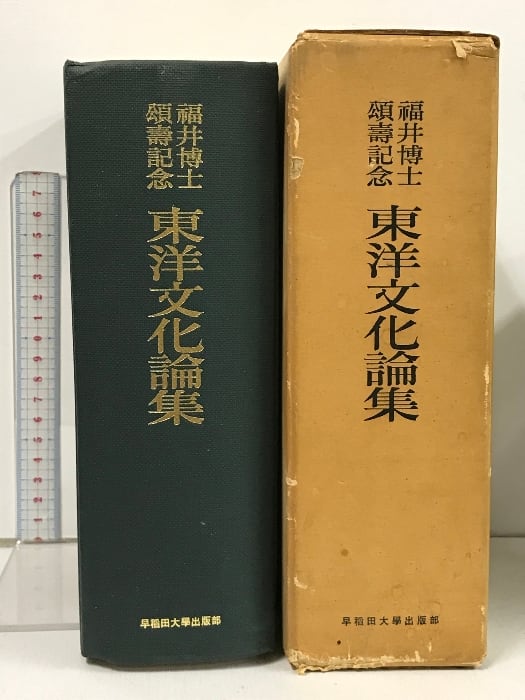 福井博士
頌壽記念
東洋文化論集
早稲田大學出版部
福井博士
頌壽記念
東洋文化論集
早稲田大學出版部